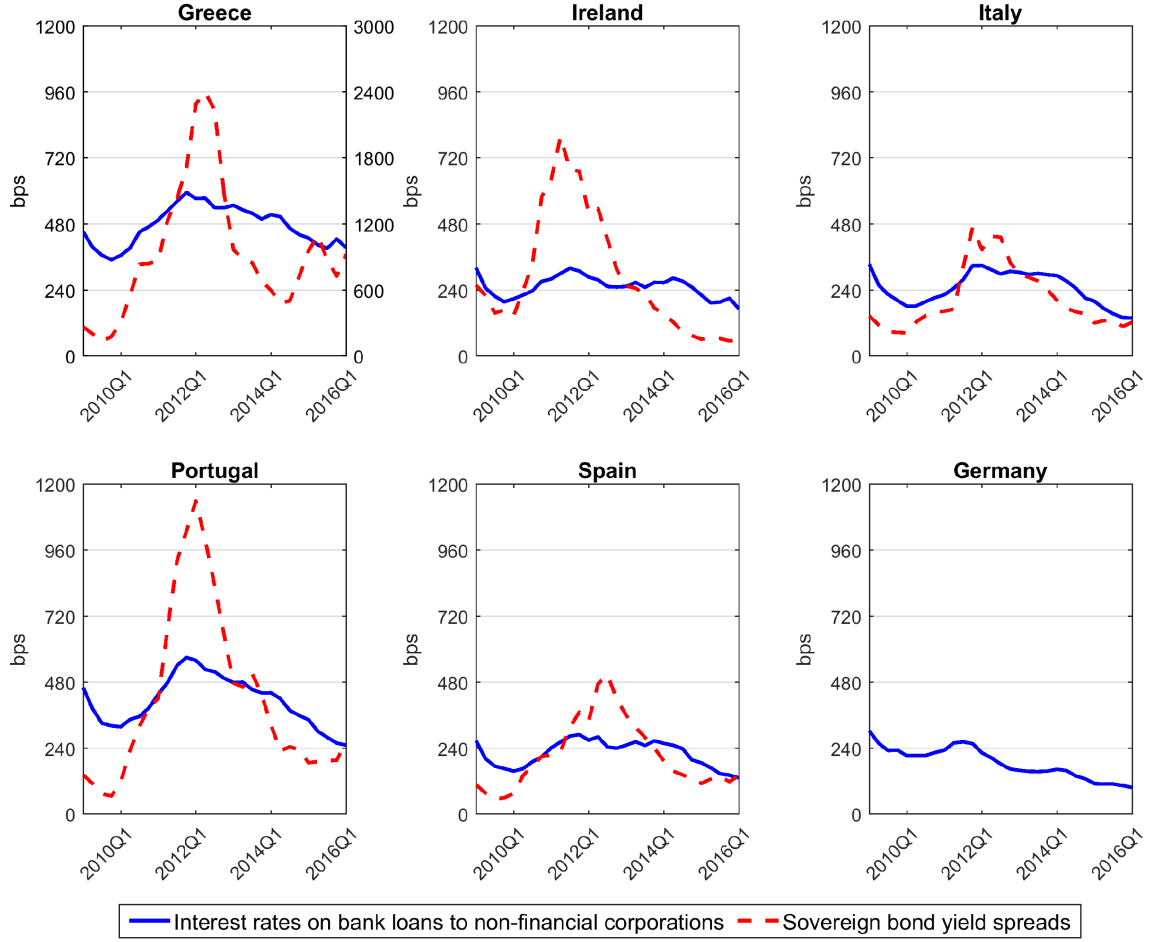 Greece
Ireland
Italy
1200
960
720
480
240
0
bps
3000
2400
1800
1200
600
0
2010Q1
2012Q1
2014Q1
2016Q1
1200
960
720
480
240
0
bps
2010Q1
2012Q1
2014Q1
2016Q1
1200
960
720
480
240
0
bps
2010Q1
2012Q1
2014Q1
2016Q1
Portugal
Spain
Germany
1200
960
720
480
240
0
bps
2010Q1
2012Q1
2014Q1
2016Q1
1200
960
720
480
240
0
bps
2010Q1
2012Q1
2014Q1
2016Q1
1200
960
720
480
240
0
bps
2010Q1
2012Q1
2014Q1
2016Q1
Interest rates on bank loans to non-financial corporations
Sovereign bond yield spreads